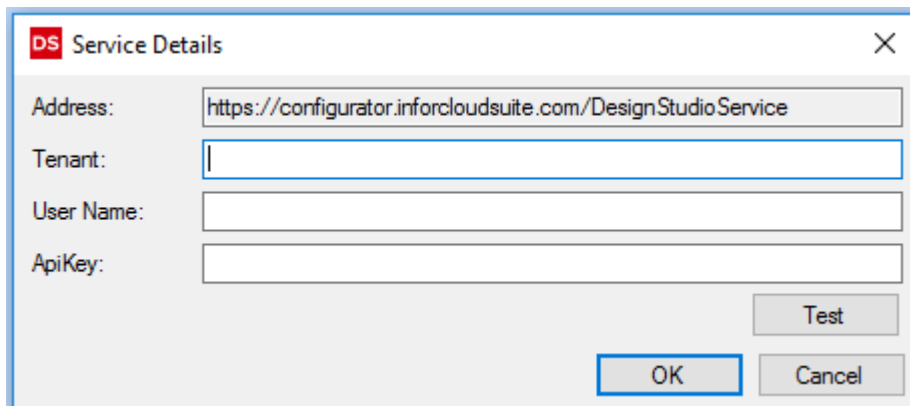 DS Service Details
Address: https://configurator.inforcloudsuite.com/DesignStudioService
Tenant:
User Name:
ApiKey:
Test
OK Cancel